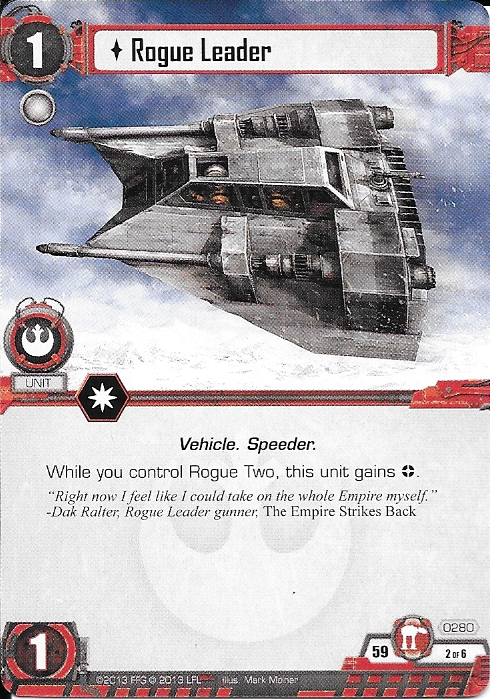 1
Rogue Leader
UNIT
Vehicle. Speeder.
While you control Rogue Two, this unit gains .
"Right now I feel like I could take on the whole Empire myself."
-Dak Ralter, Rogue Leader gunner, The Empire Strikes Back
1
0280
59
2 OF 6
©2013 FFG © 2013 LFL Illus. Mark Molnar